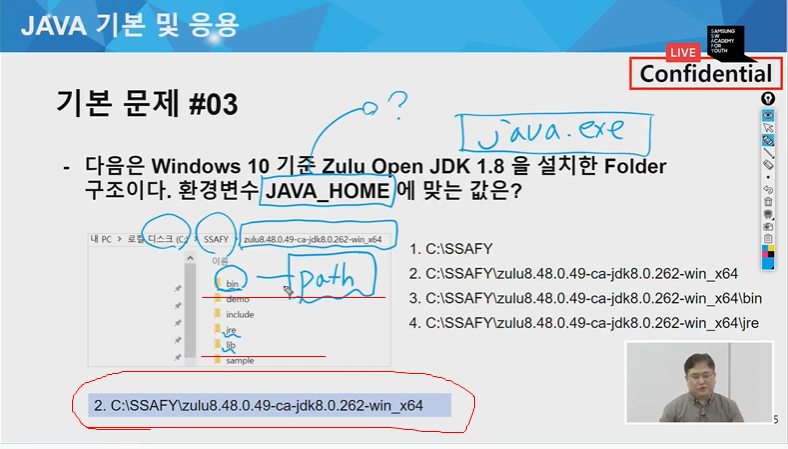 JAVA 기본 및 응용
LIVE
SAMSUNG
SW
ACADEMY
FOR
YOUTH
Confidential
기본 문제 #03
?
java.exe
- 다음은 Windows 10 기준 Zulu Open JDK 1.8 을 설치한 Folder
구조이다. 환경변수 JAVA_HOME 에 맞는 값은?
내 PC > 로컬 디스크 (C:) > SSAFY > zulu8.48.0.49-ca-jdk8.0.262-win_x64
이름
bin
path
demo
include
jre
lib
sample
1. C:\SSAFY
2. C:\SSAFY\zulu8.48.0.49-ca-jdk8.0.262-win_x64
3. C:\SSAFY\zulu8.48.0.49-ca-jdk8.0.262-win_x64\bin
4. C:\SSAFY\zulu8.48.0.49-ca-jdk8.0.262-win_x64\jre
2. C:\SSAFY\zulu8.48.0.49-ca-jdk8.0.262-win_x64
5